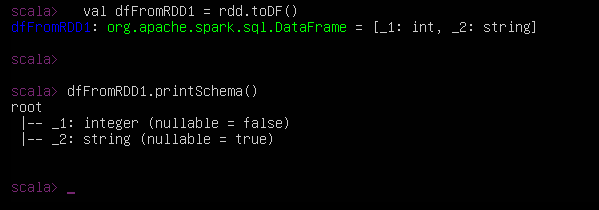 scala>   val dfFromRDD1 = rdd.toDF()
dfFromRDD1: org.apache.spark.sql.DataFrame = [_1: int, _2: string]
scala>
scala> dfFromRDD1.printSchema()
root
 |-- _1: integer (nullable = false)
 |-- _2: string (nullable = true)
scala> _